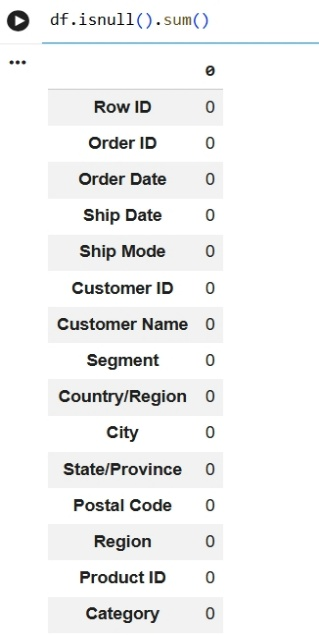 df.isnull().sum()
0
Row ID 0
Order ID 0
Order Date 0
Ship Date 0
Ship Mode 0
Customer ID 0
Customer Name 0
Segment 0
Country/Region 0
City 0
State/Province 0
Postal Code 0
Region 0
Product ID 0
Category 0